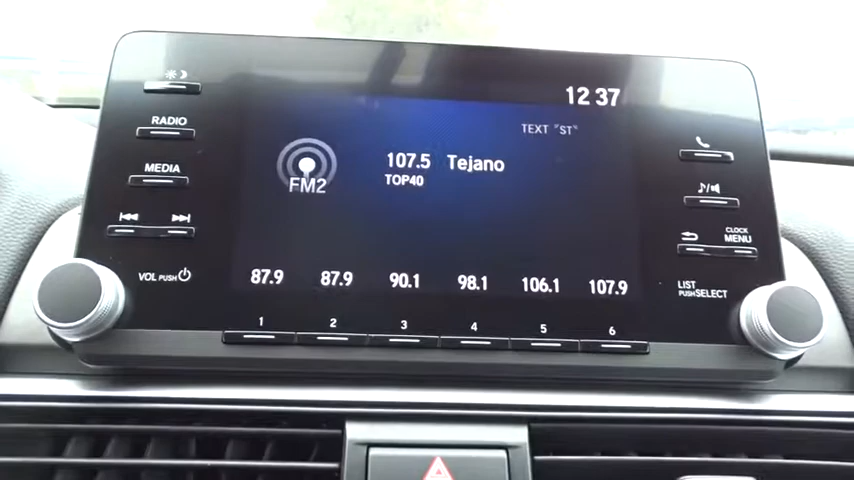 12 37
RADIO
TEXT "ST"
MEDIA
107.5 Tejano
FM2
TOP40
CLOCK
MENU
VOL PUSH
87.9 87.9 90.1 98.1 106.1 107.9
LIST
PUSH SELECT
1 2 3 4 5 6